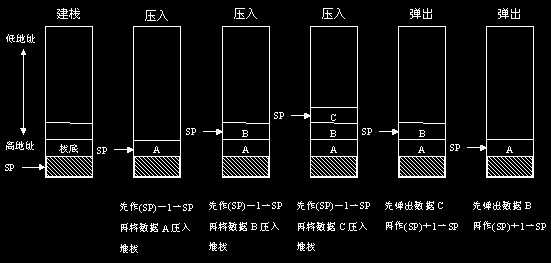 建栈 压入 压入 压入 弹出 弹出
低地址
SP C
SP B B SP B
高地址 栈底 SP A A A A SP A
SP
先作(SP)－1→SP 先作(SP)－1→SP 先作(SP)－1→SP 先弹出数据 C 先弹出数据 B
再将数据 A 压入 再将数据 B 压入 再将数据 C 压入 再作(SP)+1→SP 再作(SP)+1→SP
堆栈 堆栈 堆栈